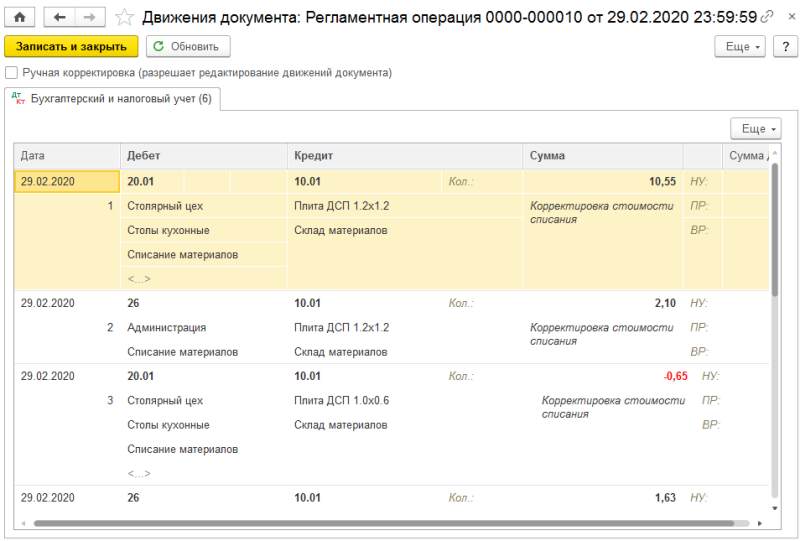 Движения документа: Регламентная операция 0000-000010 от 29.02.2020 23:59:59
Записать и закрыть Обновить Еще ?
Ручная корректировка (разрешает редактирование движений документа)
Дт Кт Бухгалтерский и налоговый учет (6)
Еще
Дата Дебет Кредит Сумма Сумма
29.02.2020 20.01 10.01 Кол.: 10,55 НУ:
1 Столярный цех Плита ДСП 1.2x1.2 Корректировка стоимости списания ПР:
Столы кухонные Склад материалов ВР:
Списание материалов
<...>
29.02.2020 26 10.01 Кол.: 2,10 НУ:
2 Администрация Плита ДСП 1.2x1.2 Корректировка стоимости списания ПР:
Списание материалов Склад материалов ВР:
29.02.2020 20.01 10.01 Кол.: -0,65 НУ:
3 Столярный цех Плита ДСП 1.0x0.6 Корректировка стоимости списания ПР:
Столы кухонные Склад материалов ВР:
Списание материалов
<...>
29.02.2020 26 10.01 Кол.: 1,63 НУ: